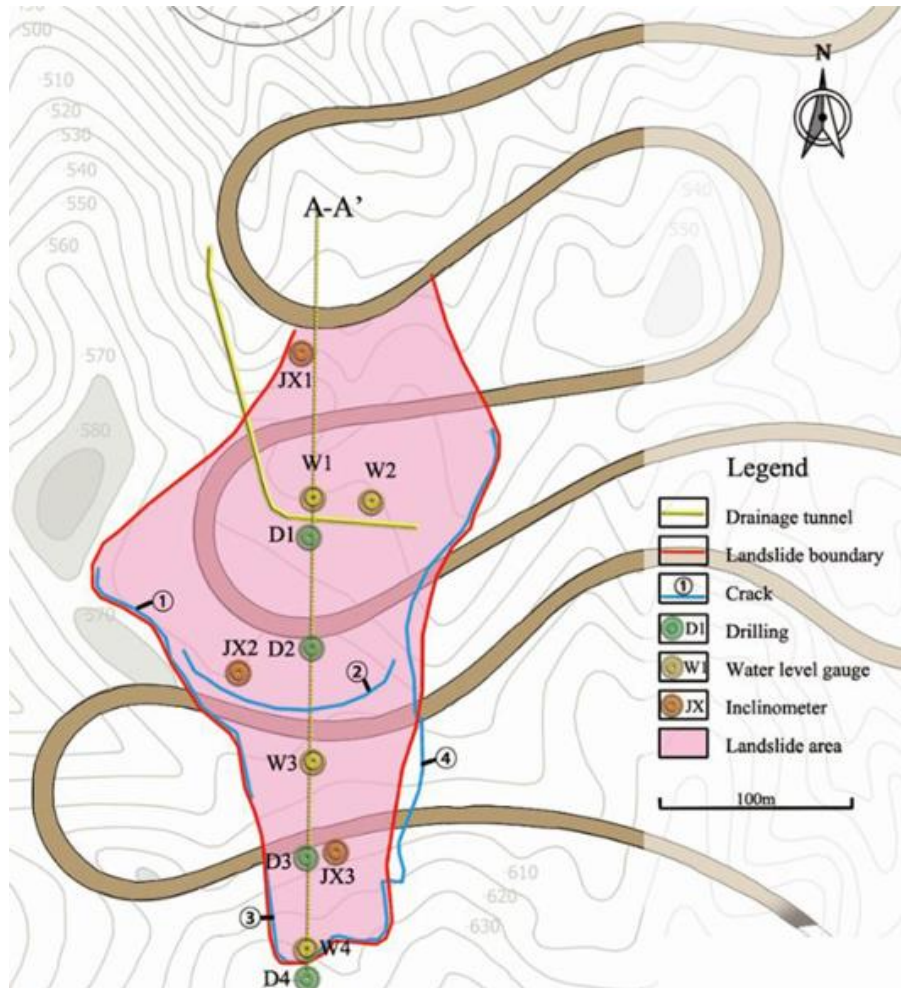 500
510
520
530
540
550
560
N
540
550
A-A’
570
JX1
580
W1
W2
D1
Legend
Drainage tunnel
Landslide boundary
① Crack
D1 Drilling
W1 Water level gauge
JX Inclinometer
Landslide area
100m
①
570
JX2
D2
②
W3
④
D3
JX3
610
620
630
③
W4
D4